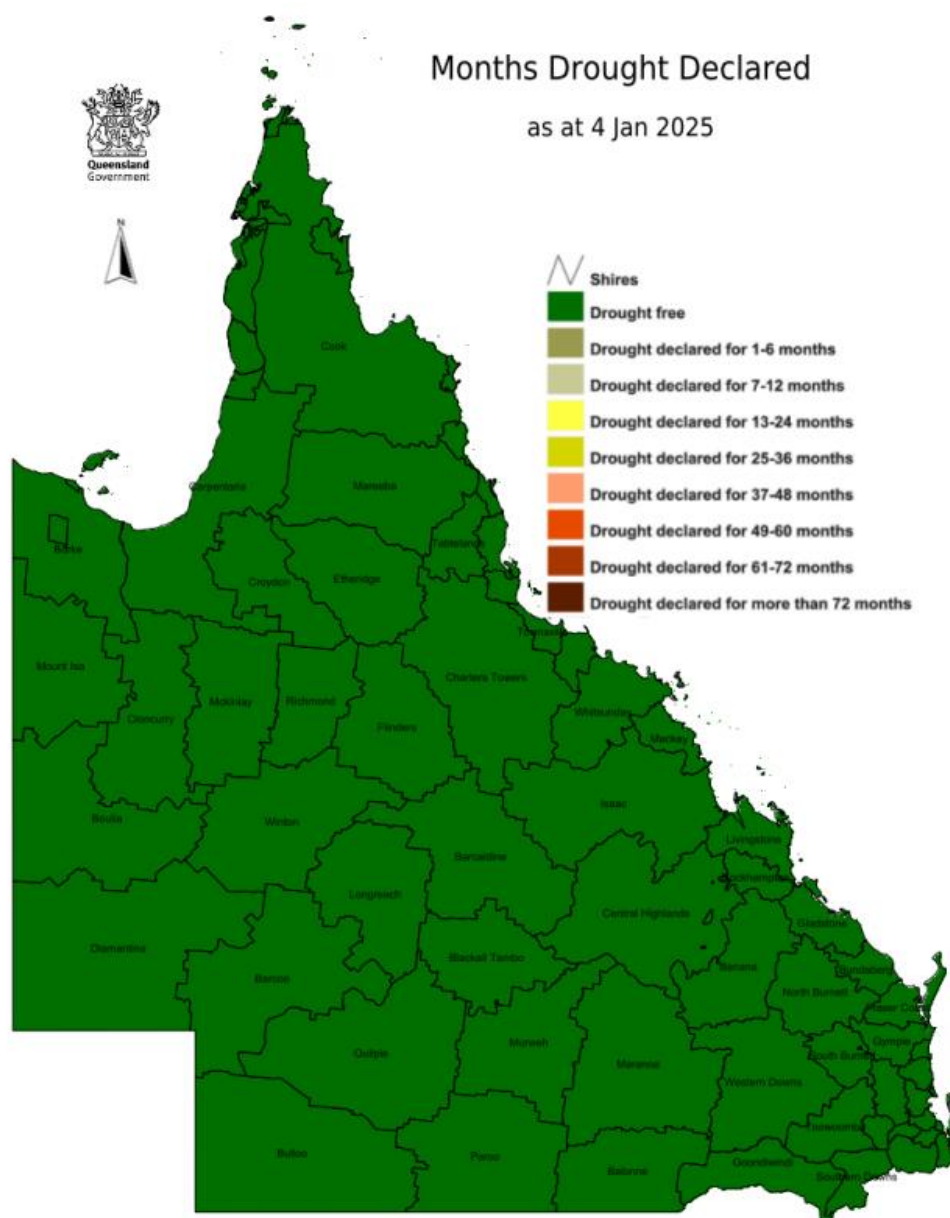 Months Drought Declared
as at 4 Jan 2025
Queensland
Government
N
Shires
Drought free
Drought declared for 1-6 months
Drought declared for 7-12 months
Drought declared for 13-24 months
Drought declared for 25-36 months
Drought declared for 37-48 months
Drought declared for 49-60 months
Drought declared for 61-72 months
Drought declared for more than 72 months
Cook
Carpentaria
Mareeba
Burke
Croydon
Etheridge
Tablelands
Townsville
Mount Isa
Cloncurry
Mckinlay
Richmond
Flinders
Charters Towers
Whitsunday
Mackay
Boulia
Winton
Isaac
Livingstone
Barcaldine
Longreach
Rockhampton
Central Highlands
Gladstone
Diamantina
Barcoo
Blackall Tambo
Banana
Bundaberg
North Burnett
Fraser Coast
Quilpie
Murweh
Maranoa
South Burnett
Gympie
Western Downs
Toowoomba
Bulloo
Paroo
Balonne
Goondiwindi
Southern Downs